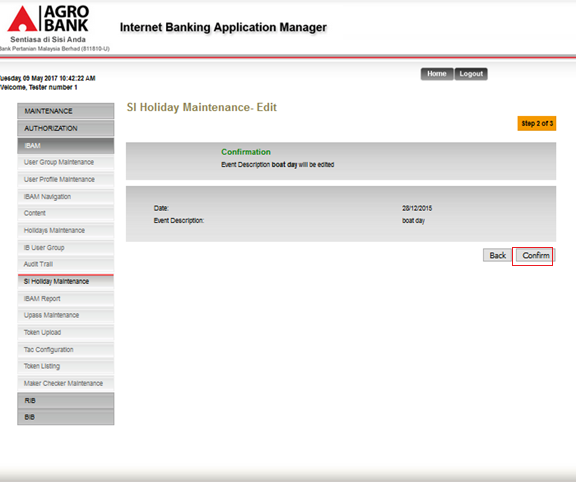 AGRO
BANK
Sentiasa di Sisi Anda
Bank Pertanian Malaysia Berhad (811810-U)
Internet Banking Application Manager
Tuesday, 09 May 2017 10:42:22 AM
Welcome, Tester number 1
Home Logout
SI Holiday Maintenance- Edit
Step 2 of 3
MAINTENANCE
AUTHORIZATION
IBAM
User Group Maintenance
User Profile Maintenance
IBAM Navigation
Content
Holidays Maintenance
IB User Group
Audit Trail
SI Holiday Maintenance
IBAM Report
Upass Maintenance
Token Upload
Tac Configuration
Token Listing
Maker Checker Maintenance
RIB
BIB
Confirmation
Event Description boat day will be edited
Date: 28/12/2015
Event Description: boat day
Back Confirm